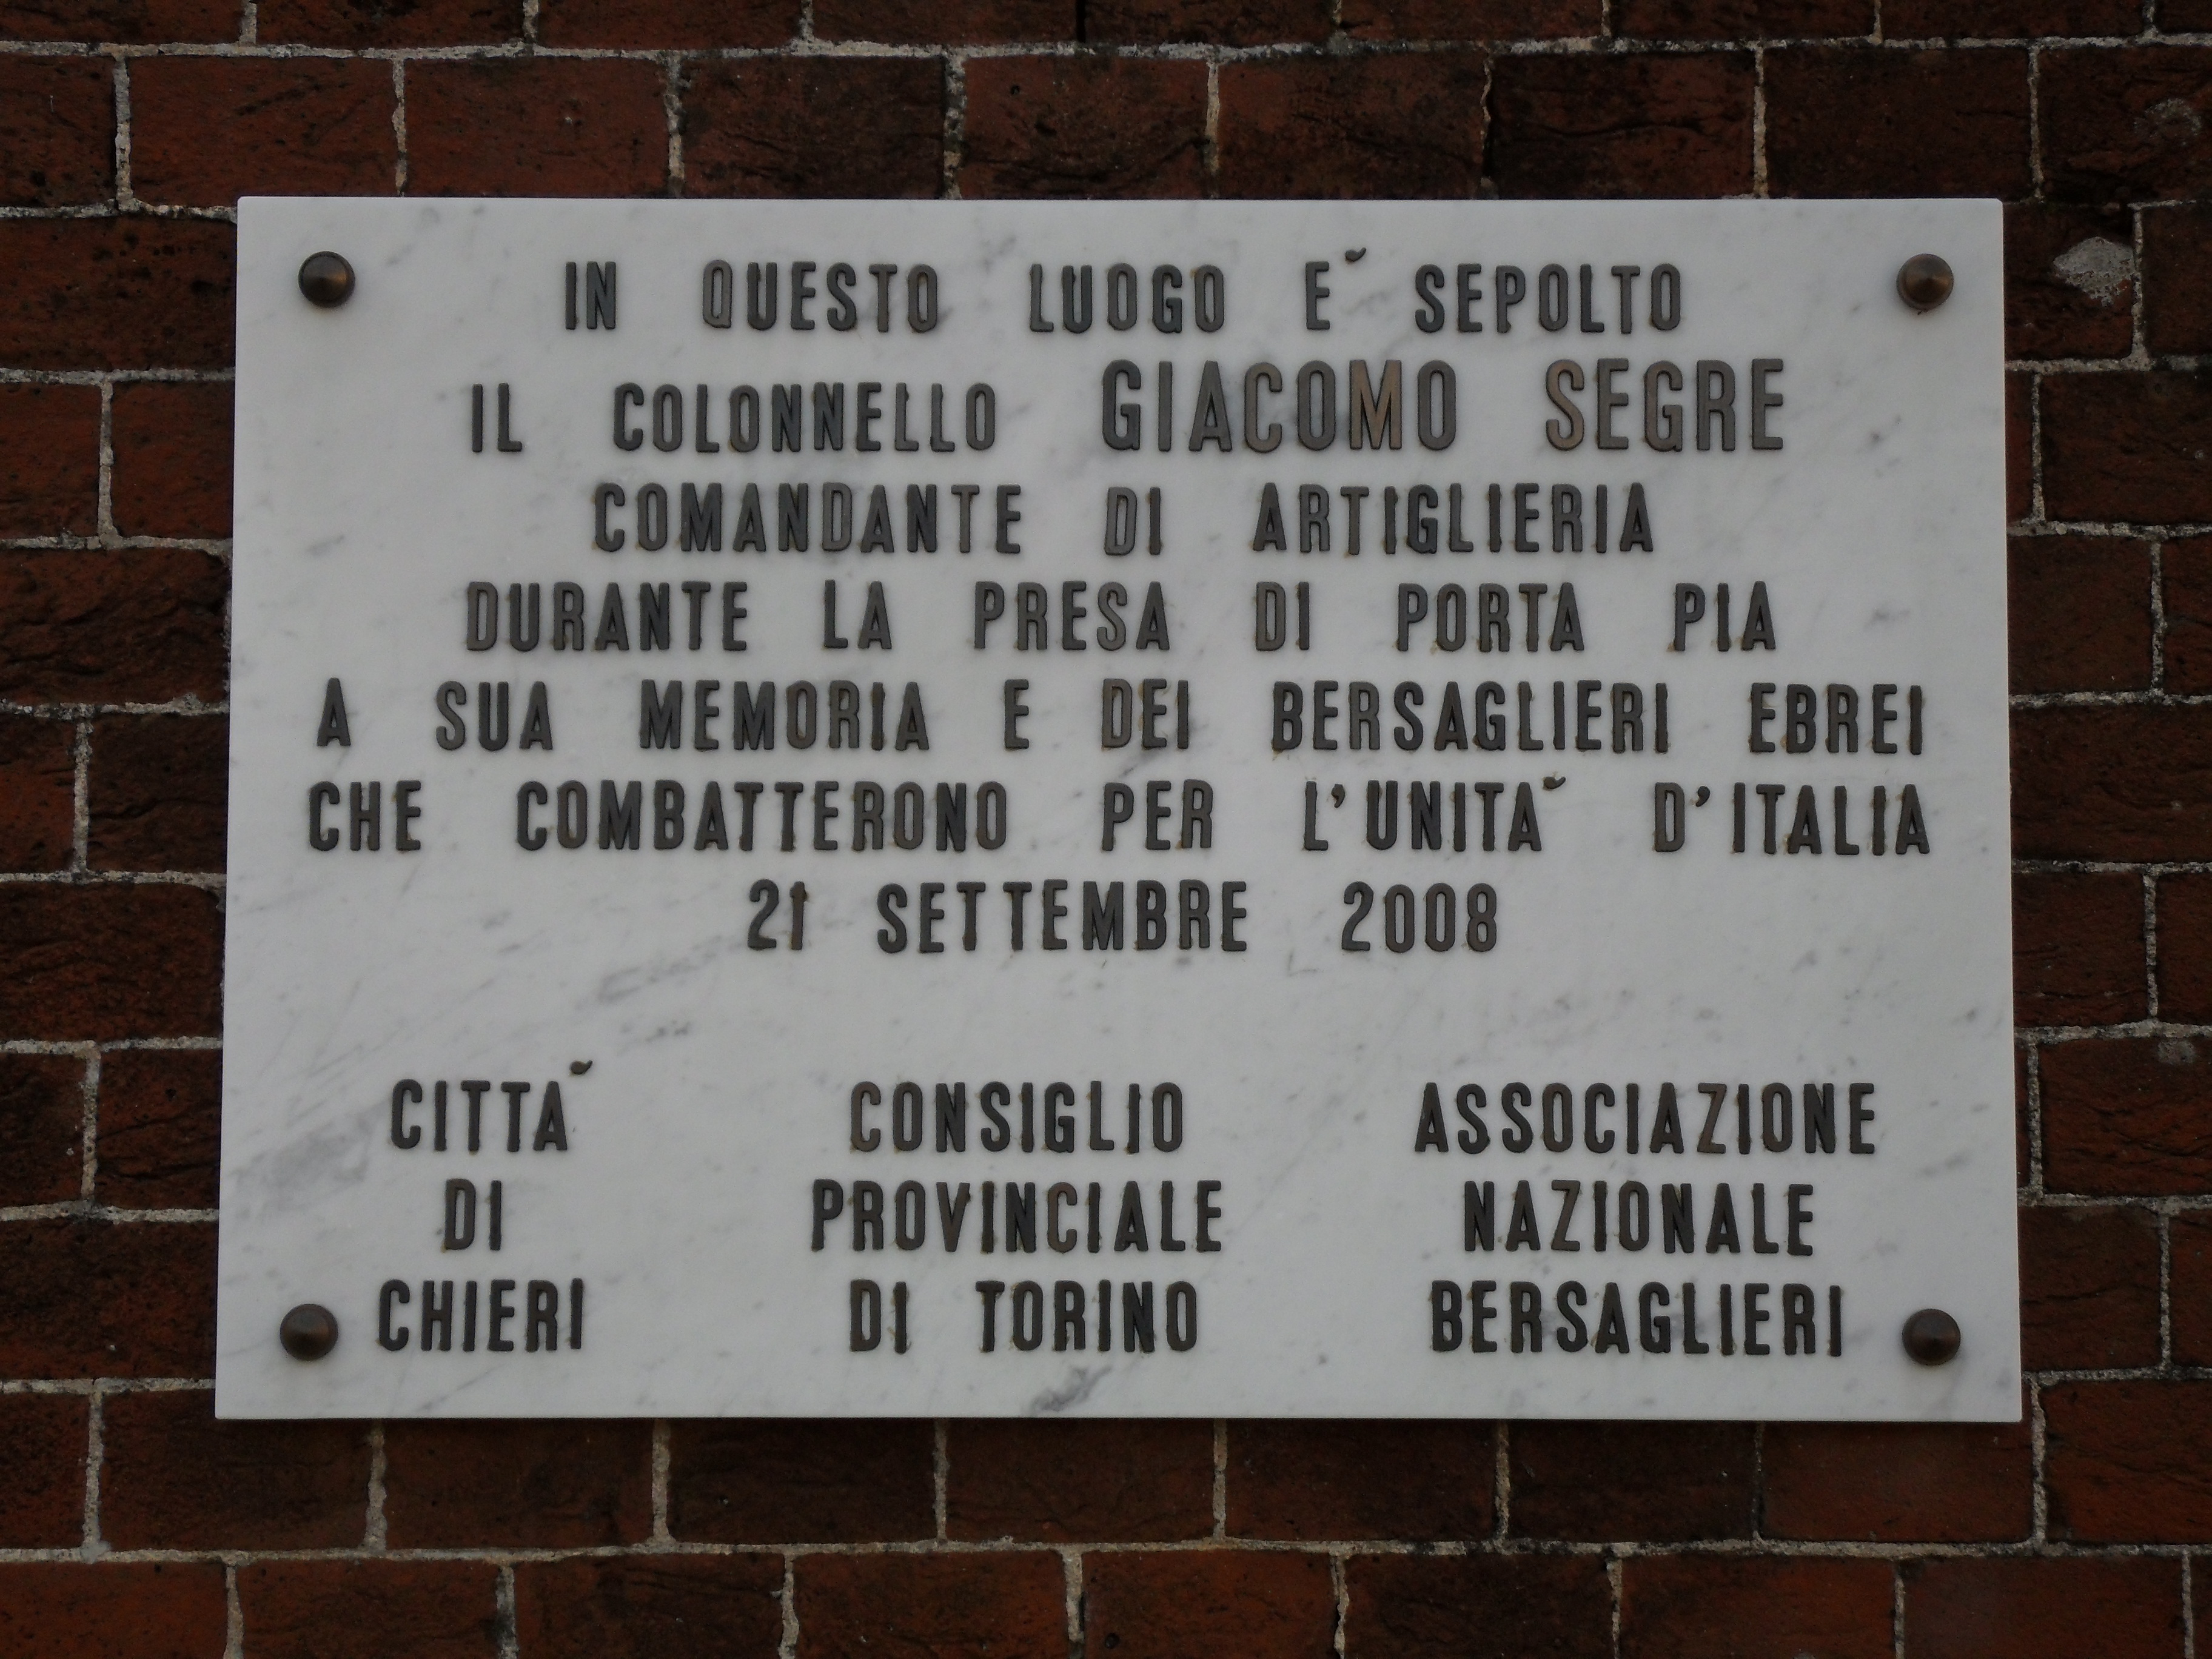 IN QUESTO LUOGO E´ SEPOLTO
IL COLONNELLO GIACOMO SEGRE
COMANDANTE DI ARTIGLIERIA
DURANTE LA PRESA DI PORTA PIA
A SUA MEMORIA E DEI BERSAGLIERI EBREI
CHE COMBATTERONO PER L'UNITA´ D'ITALIA
21 SETTEMBRE 2008
CITTA´
DI
CHIERI
CONSIGLIO
PROVINCIALE
DI TORINO
ASSOCIAZIONE
NAZIONALE
BERSAGLIERI